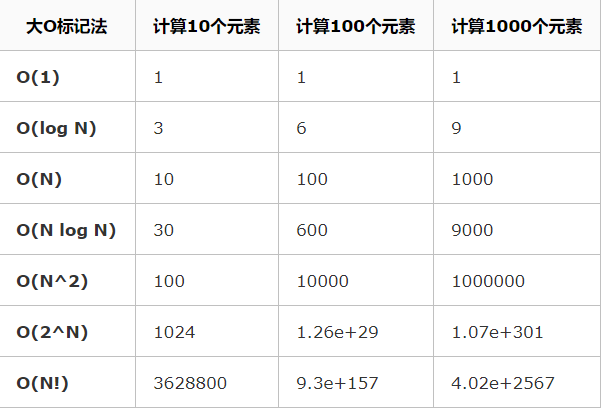 大O标记法 计算10个元素 计算100个元素 计算1000个元素
O(1) 1 1 1
O(log N) 3 6 9
O(N) 10 100 1000
O(N log N) 30 600 9000
O(N^2) 100 10000 1000000
O(2^N) 1024 1.26e+29 1.07e+301
O(N!) 3628800 9.3e+157 4.02e+2567